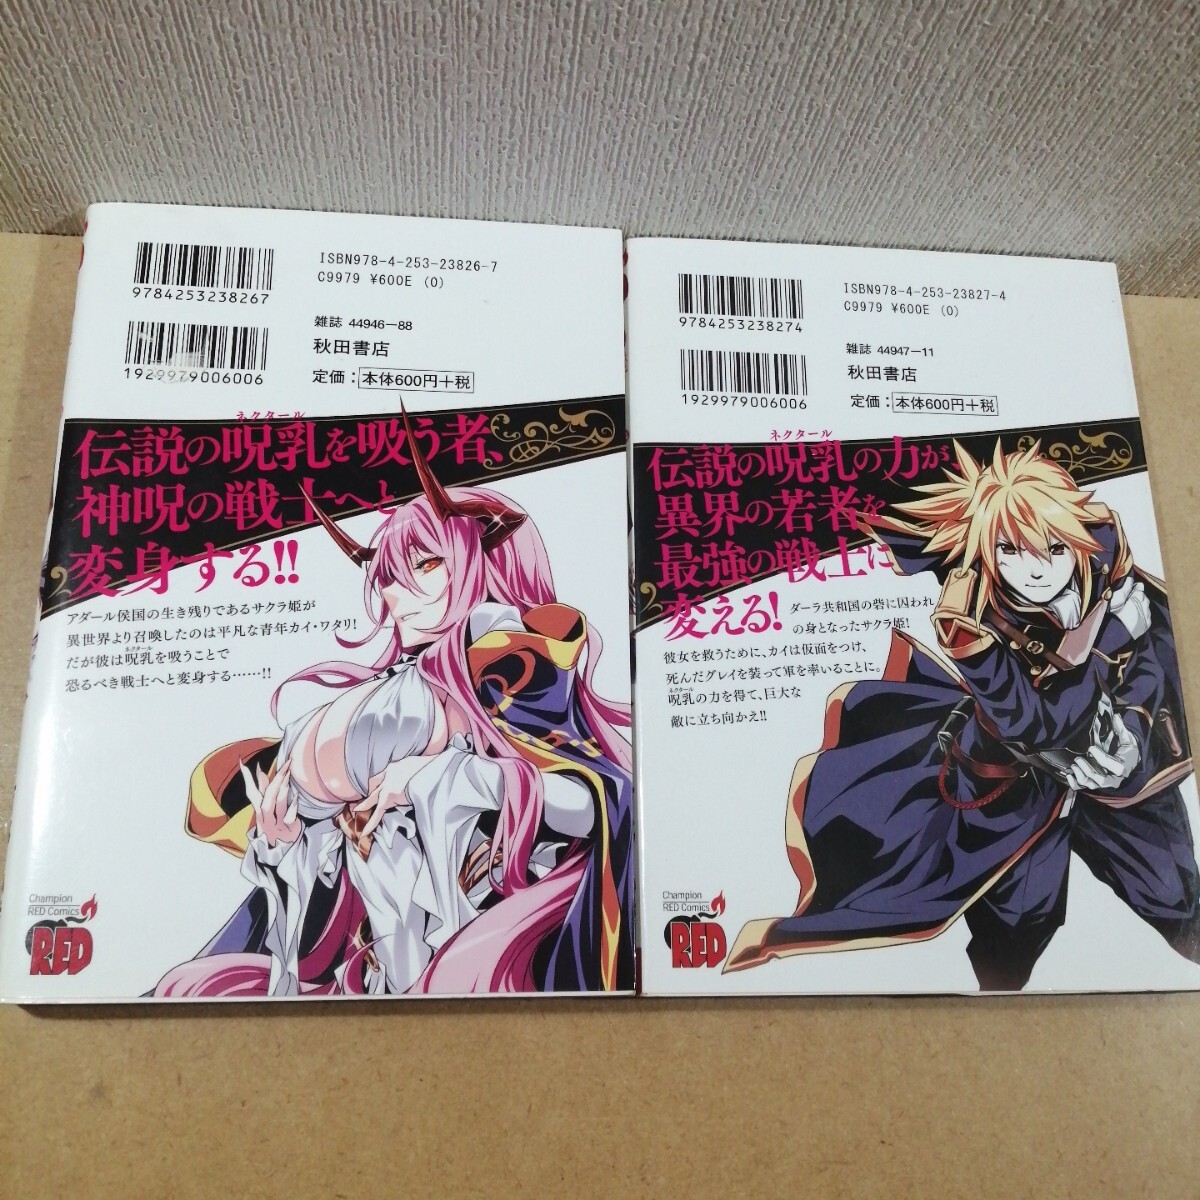 ISBN978-4-253-23826-7
C9979 ¥600E (0)
9784253238267
雑誌 44946-88
秋田書店
1929979006006
定価：本体600円+税
ネクタール
伝説の呪乳を吸う者、
神呪の戦士へと
変身する!!
アダール侯国の生き残りであるサクラ姫が
異世界より召喚したのは平凡な青年カイ・ワタリ!
ネクタール
だが彼は呪乳を吸うことで
恐るべき戦士へと変身する……!!
Champion
RED Comics
RED
ISBN978-4-253-23827-4
C9979 ¥600E (0)
9784253238274
雑誌 44947-11
秋田書店
1929979006006
定価：本体600円+税
ネクタール
伝説の呪乳の力が、
異界の若者を
最強の戦士に
変える!
ダーラ共和国の砦に囚われ
の身となったサクラ姫!
彼女を救うために、カイは仮面をつけ、
死んだグレイを装って軍を率いることに。
ネクタール
呪乳の力を得て、巨大な
敵に立ち向かえ!!
Champion
RED Comics
RED